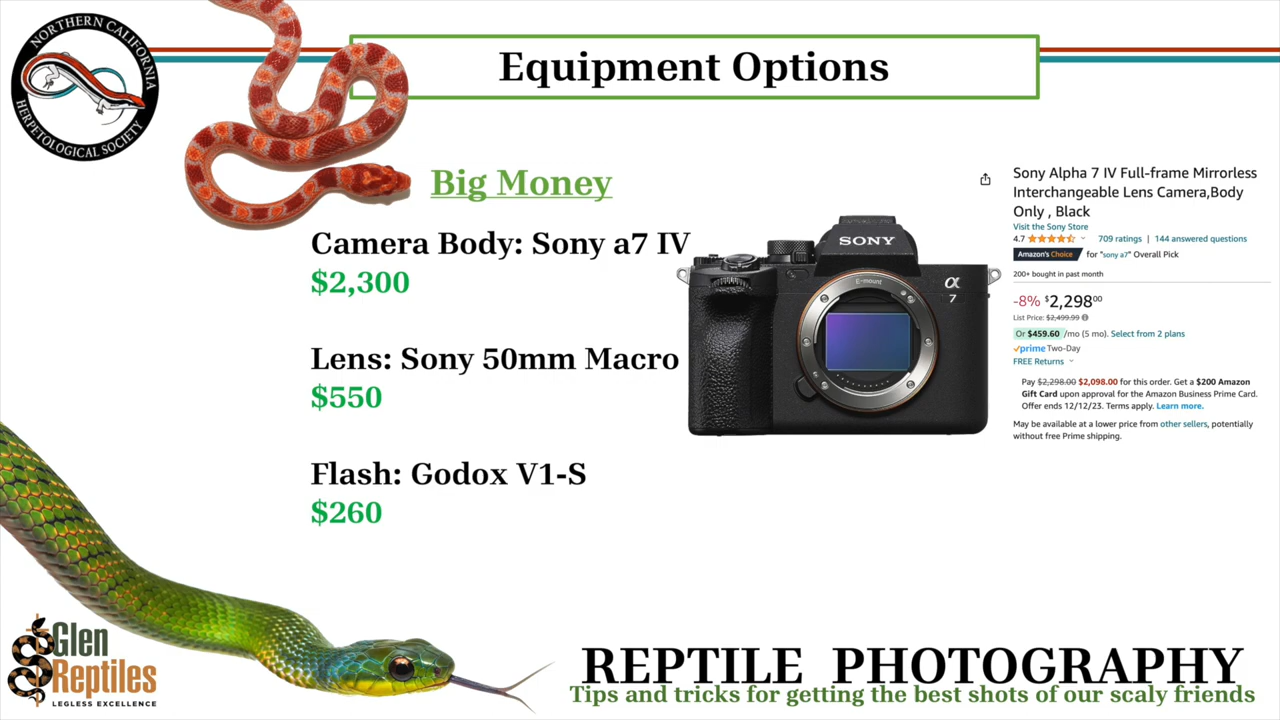 NORTHERN CALIFORNIA
HERPETOLOGICAL SOCIETY
Equipment Options
Big Money
Camera Body: Sony a7 IV
$2,300
Lens: Sony 50mm Macro
$550
Flash: Godox V1-S
$260
SONY
E-mount
α
7
Sony Alpha 7 IV Full-frame Mirrorless
Interchangeable Lens Camera,Body
Only , Black
Visit the Sony Store
4.7 709 ratings | 144 answered questions
Amazon's Choice for "sony a7" Overall Pick
200+ bought in past month
-8% $2,29800
List Price: $2,499.99
Or $459.60 /mo (5 mo). Select from 2 plans
prime Two-Day
FREE Returns
Pay $2,298.00 $2,098.00 for this order. Get a $200 Amazon
Gift Card upon approval for the Amazon Business Prime Card.
Offer ends 12/12/23. Terms apply. Learn more.
May be available at a lower price from other sellers, potentially
without free Prime shipping.
Glen
Reptiles
LEGLESS EXCELLENCE
REPTILE PHOTOGRAPHY
Tips and tricks for getting the best shots of our scaly friends